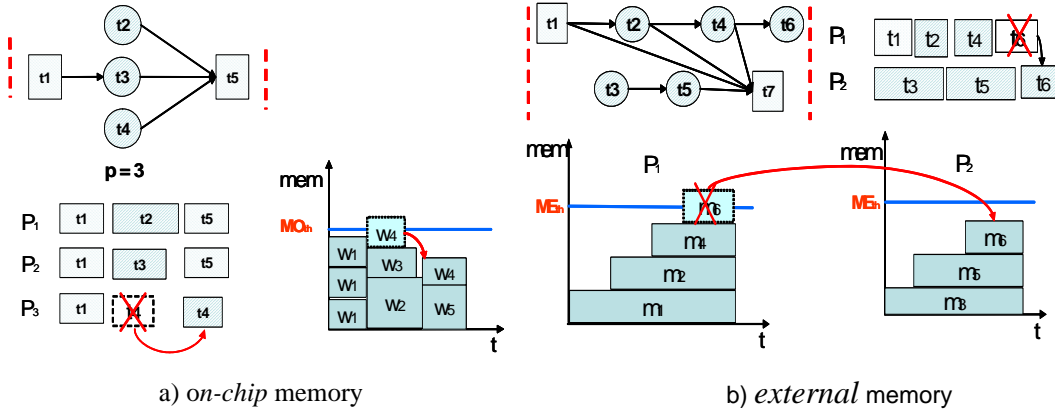 t2
t1
t3
t5
t4
p = 3
P1
t1
t2
t5
P2
t1
t3
t5
P3
t1
t4
t4
mem
MOth
W4
W1
W3
W4
W1
W2
W5
W1
t
a) on-chip memory
t1
t2
t4
t6
t3
t5
t7
P1
t1
t2
t4
t6
P2
t3
t5
t6
mem
P1
MEth
m6
m4
m2
m1
t
mem
P2
MEth
m6
m5
m3
t
b) external memory